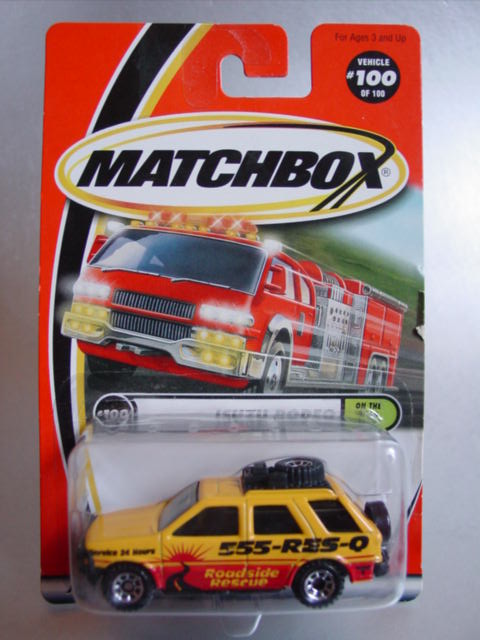 For Ages 3 and Up
VEHICLE
#100
OF 100
MATCHBOX®
#100
ISUZU RODEO
ON THE
555-RES-Q
Service 24 Hours
Roadside
Rescue